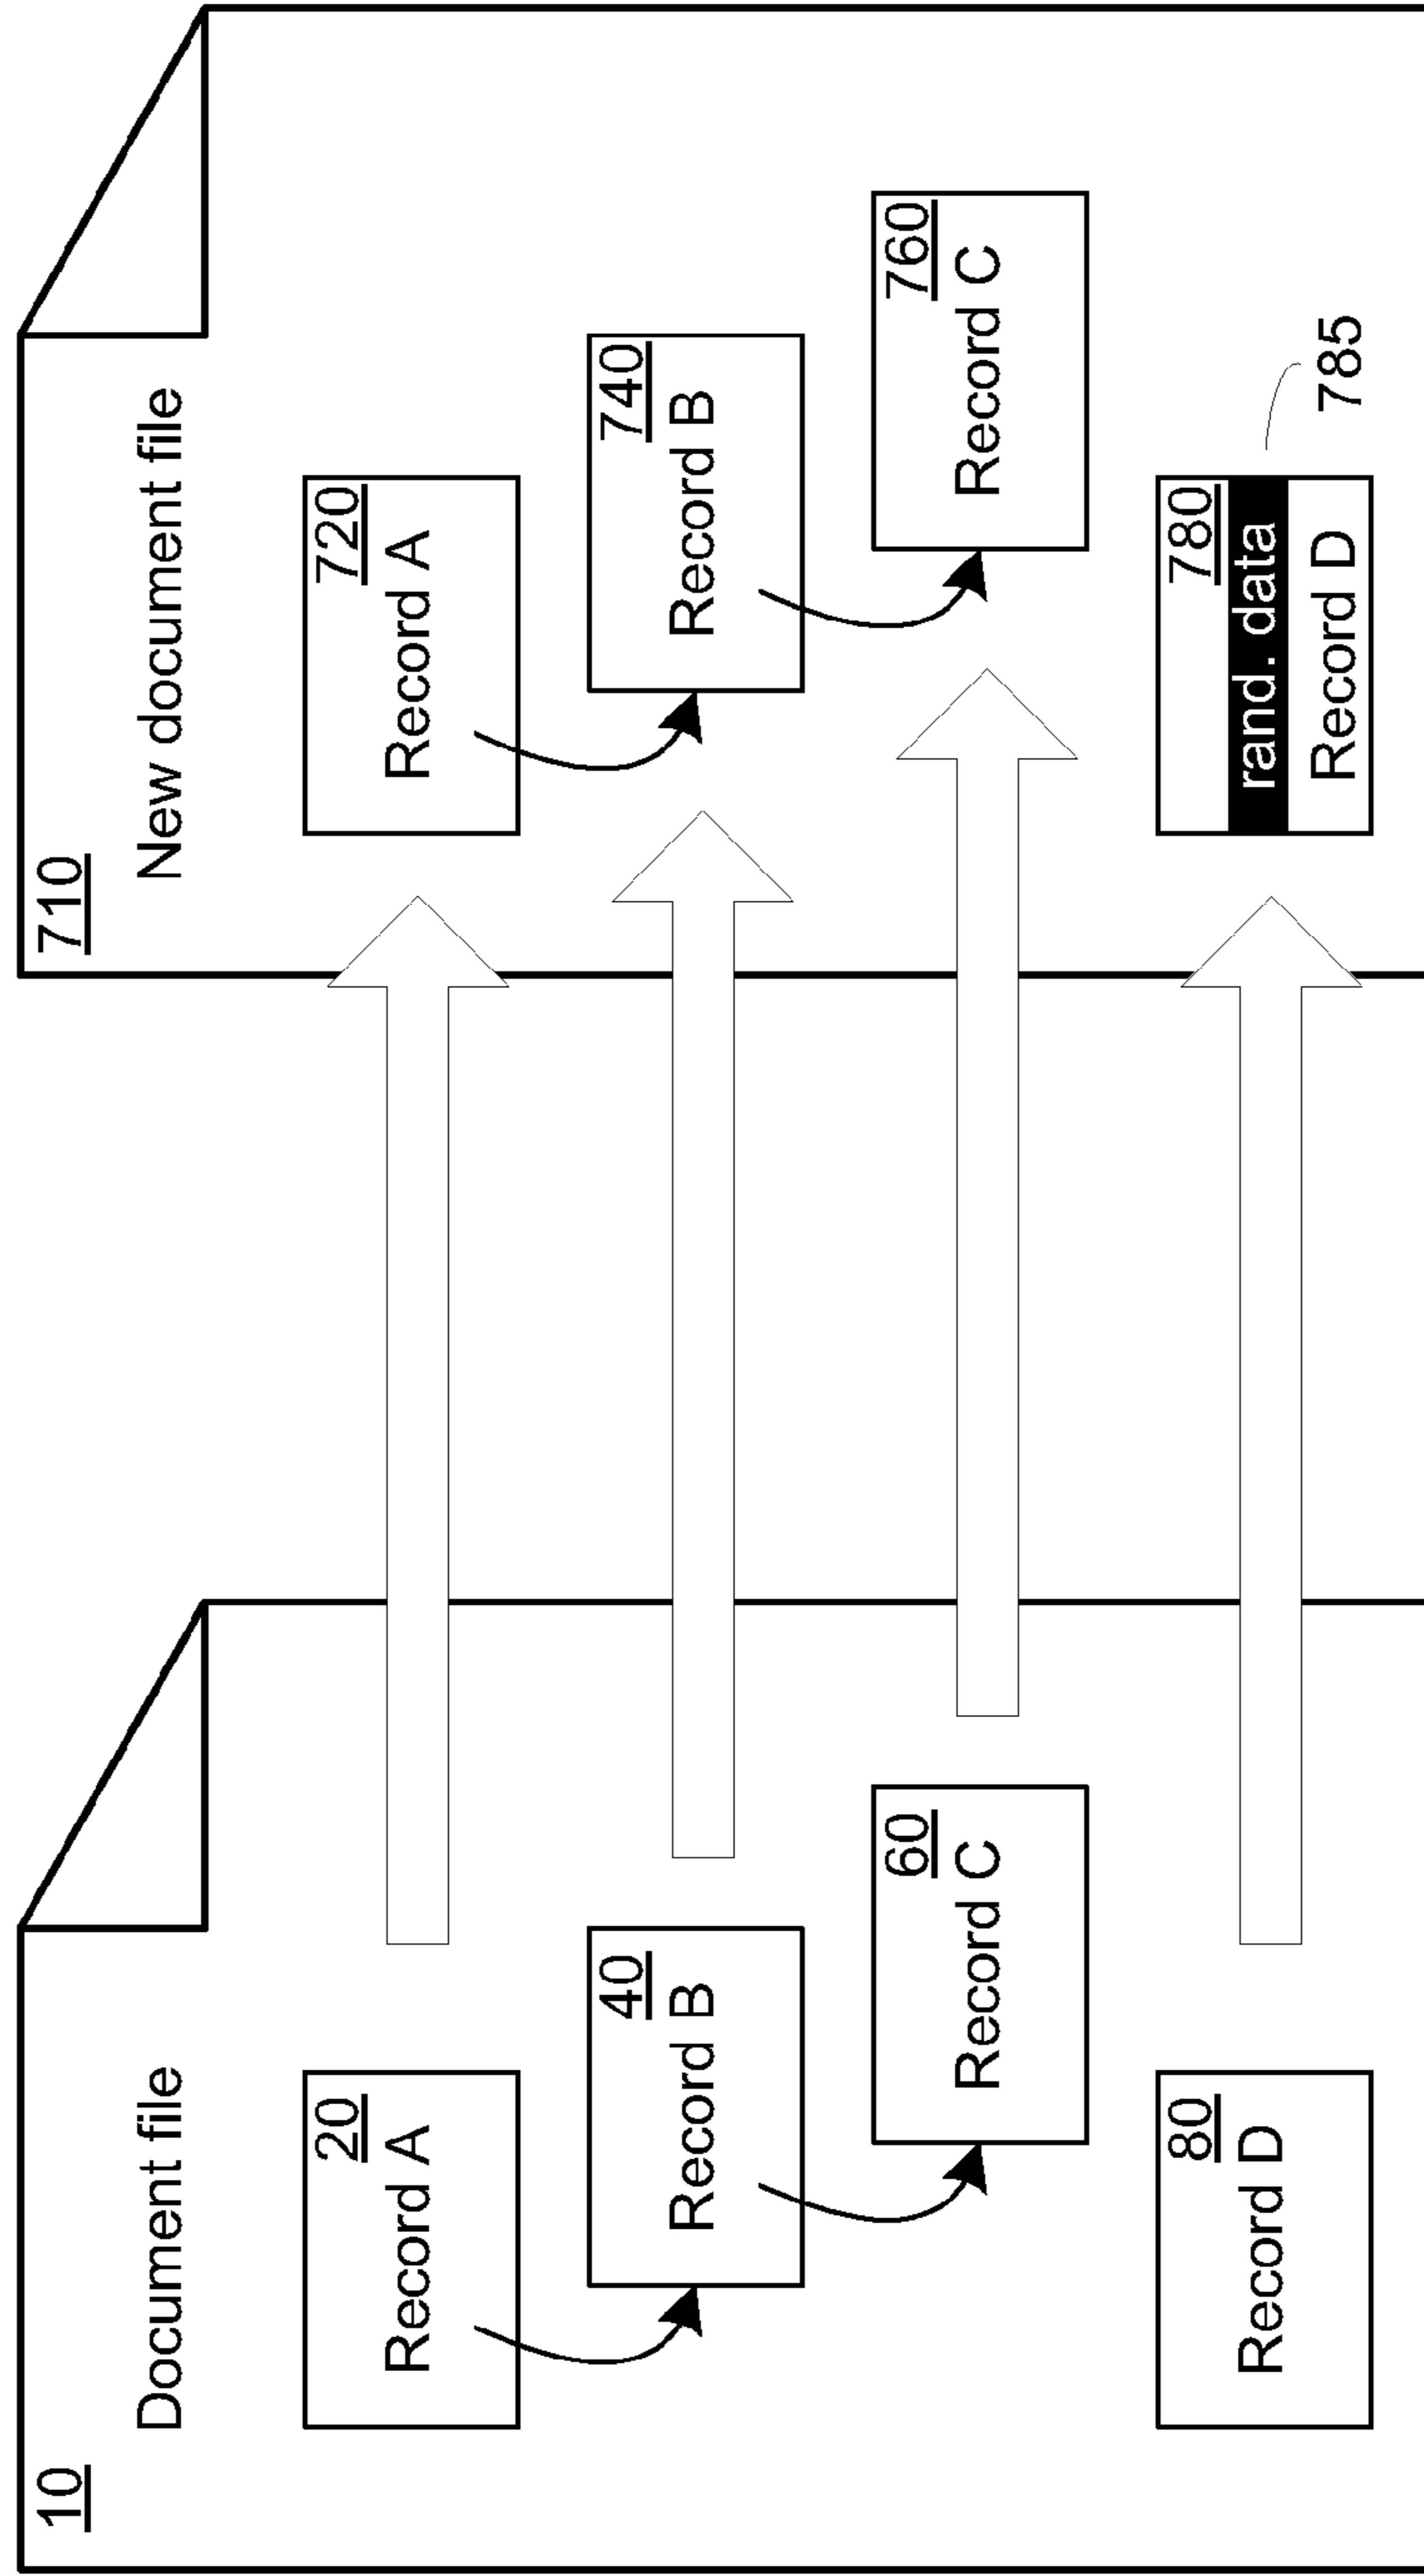 10
Document file
20
Record A
40
Record B
60
Record C
80
Record D
710
New document file
720
Record A
740
Record B
760
Record C
780
rand. data
Record D
785